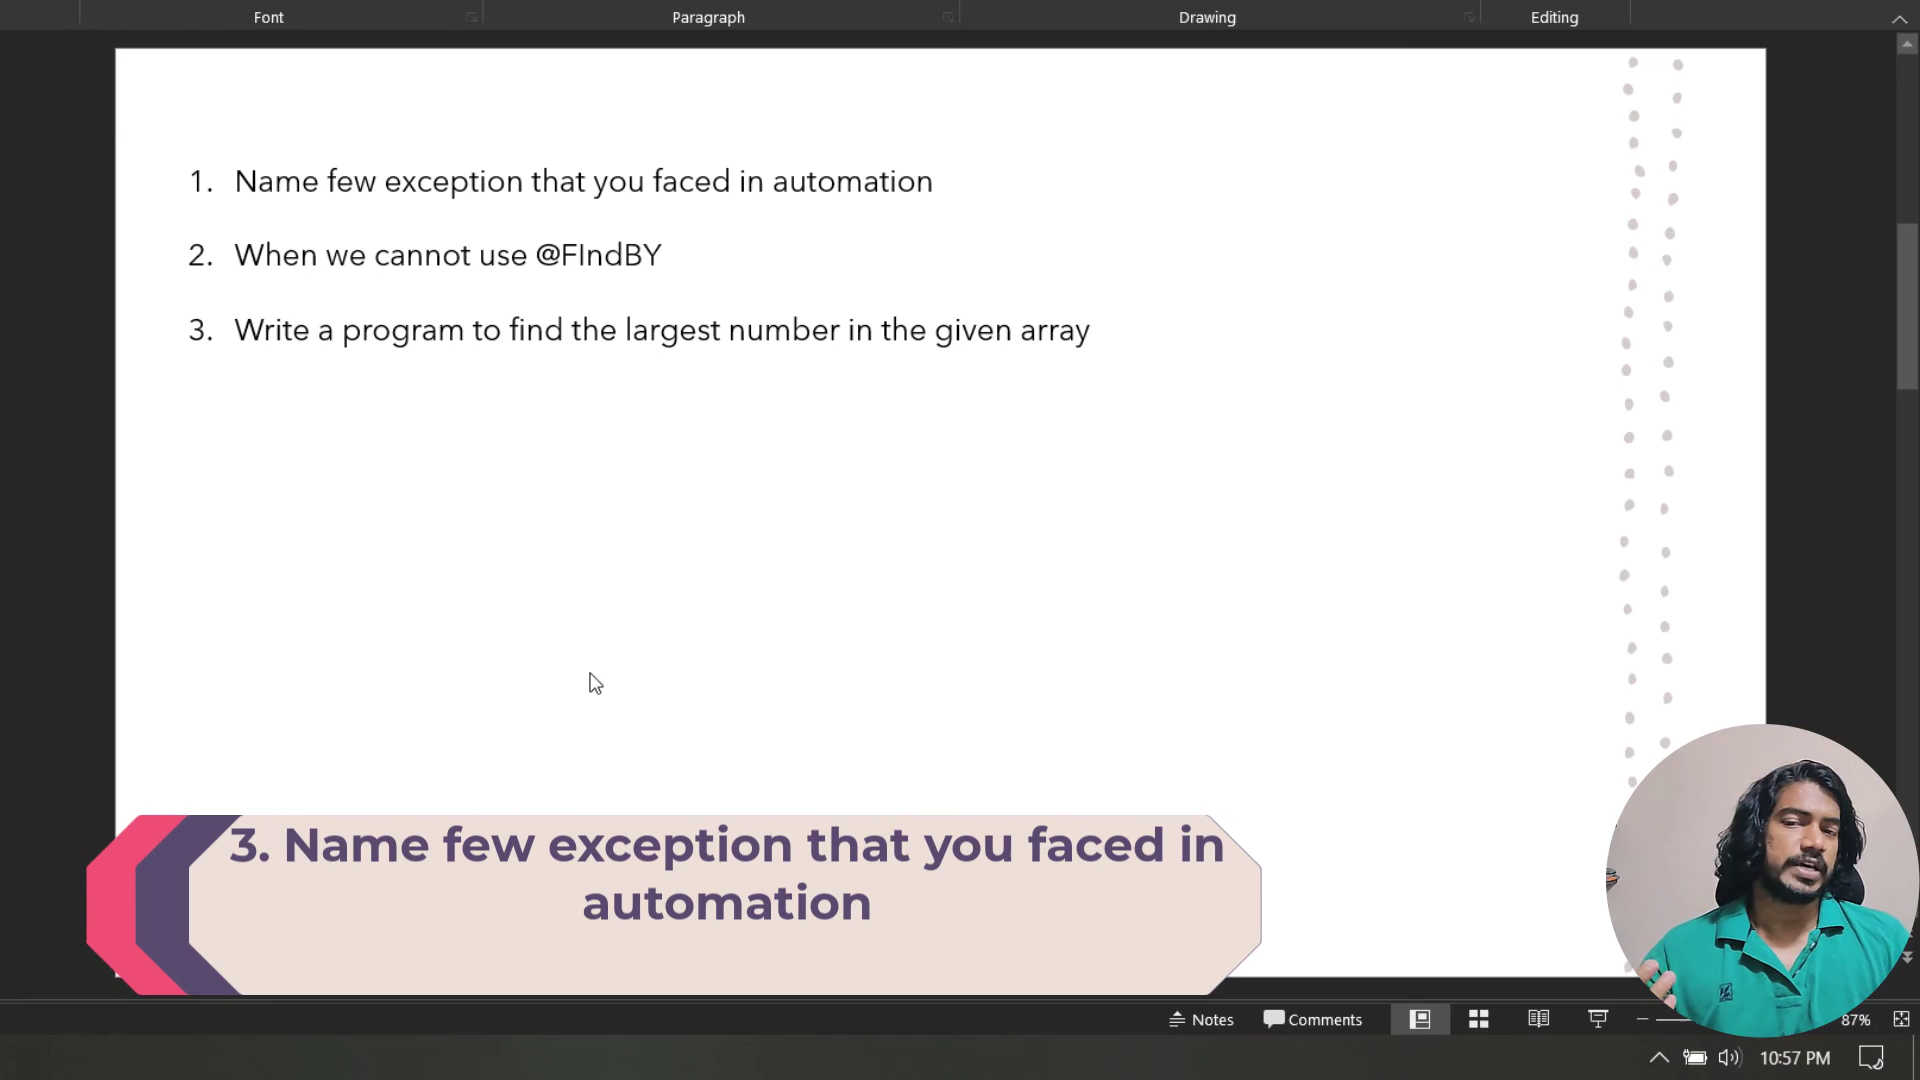 Font Paragraph Drawing Editing
1. Name few exception that you faced in automation
2. When we cannot use @FIndBY
3. Write a program to find the largest number in the given array
3. Name few exception that you faced in
automation
Notes Comments 87%
10:57 PM